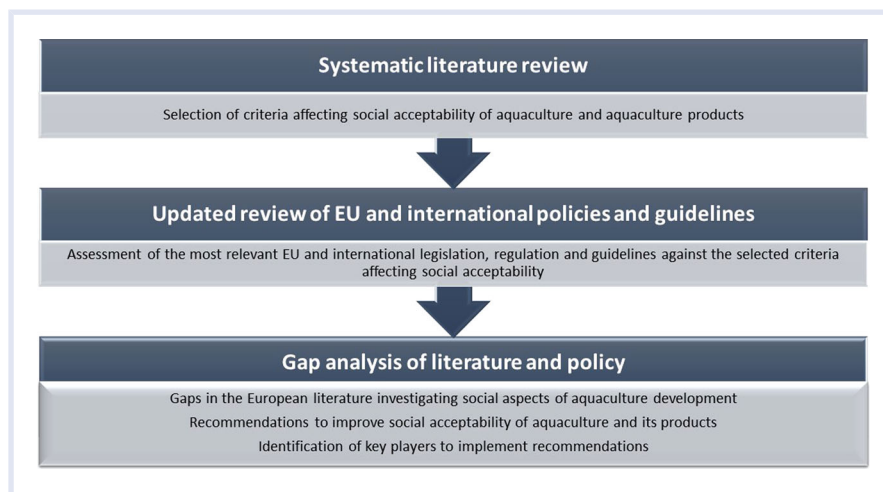 Systematic literature review
Selection of criteria affecting social acceptability of aquaculture and aquaculture products
Updated review of EU and international policies and guidelines
Assessment of the most relevant EU and international legislation, regulation and guidelines against the selected criteria
affecting social acceptability
Gap analysis of literature and policy
Gaps in the European literature investigating social aspects of aquaculture development
Recommendations to improve social acceptability of aquaculture and its products
Identification of key players to implement recommendations